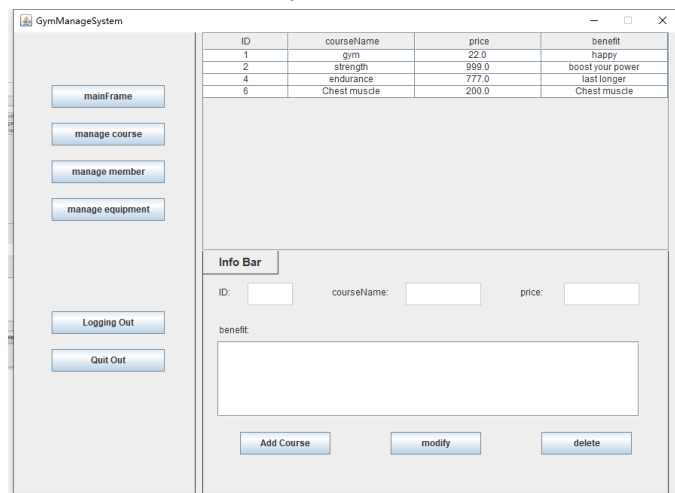 GymManageSystem
ID courseName price benefit
1 gym 22.0 happy
2 strength 999.0 boost your power
4 endurance 777.0 last longer
6 Chest muscle 200.0 Chest muscle
mainFrame
manage course
manage member
manage equipment
Logging Out
Quit Out
Info Bar
ID: courseName: price:
benefit:
Add Course modify delete